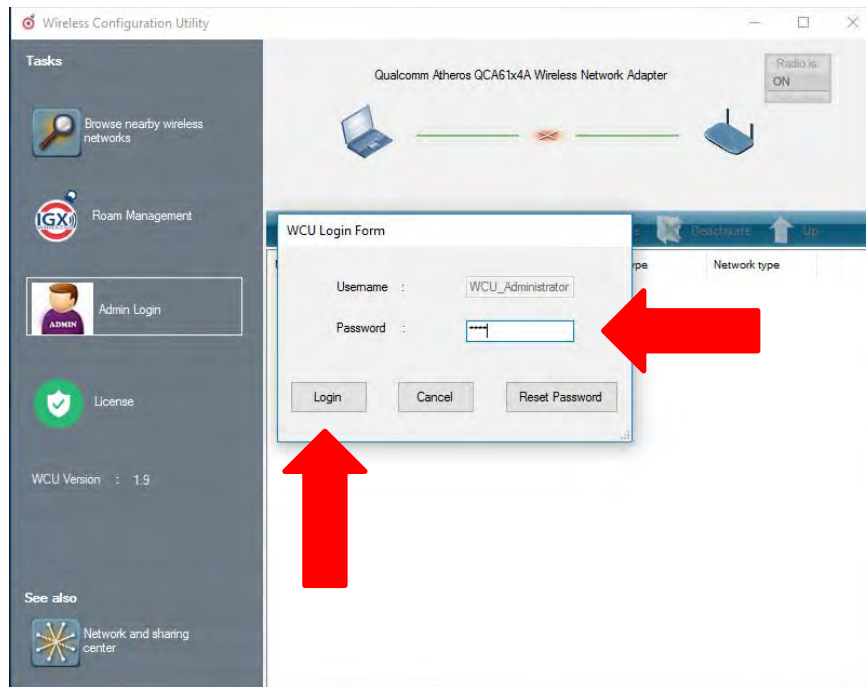 Wireless Configuration Utility
Tasks
Browse nearby wireless
networks
IGX
Roam Management
ADMIN
Admin Login
License
WCU Version : 1.9
See also
Network and sharing
center
Qualcomm Atheros QCA61x4A Wireless Network Adapter
Radio is:
ON
Deactivate
Up
Network type
WCU Login Form
Username : WCU_Administrator
Password : ****
Login
Cancel
Reset Password